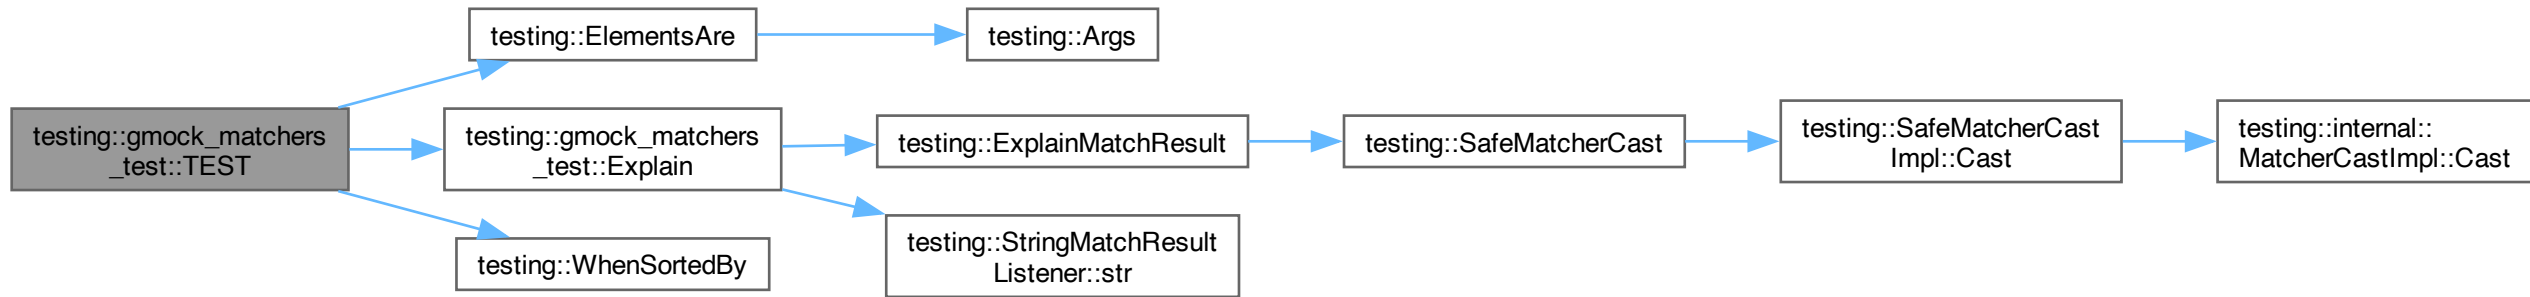 testing::ElementsAre
testing::Args
testing::gmock_matchers
_test::TEST
testing::gmock_matchers
_test::Explain
testing::ExplainMatchResult
testing::SafeMatcherCast
testing::SafeMatcherCast
Impl::Cast
testing::internal::
MatcherCastImpl::Cast
testing::StringMatchResult
Listener::str
testing::WhenSortedBy